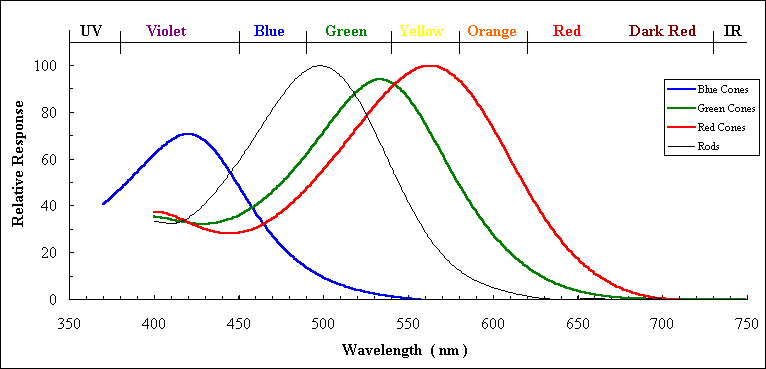 UV Violet Blue Green Yellow Orange Red Dark Red IR
Relative Response
100
80
60
40
20
0
Blue Cones
Green Cones
Red Cones
Rods
350 400 450 500 550 600 650 700 750
Wavelength ( nm )